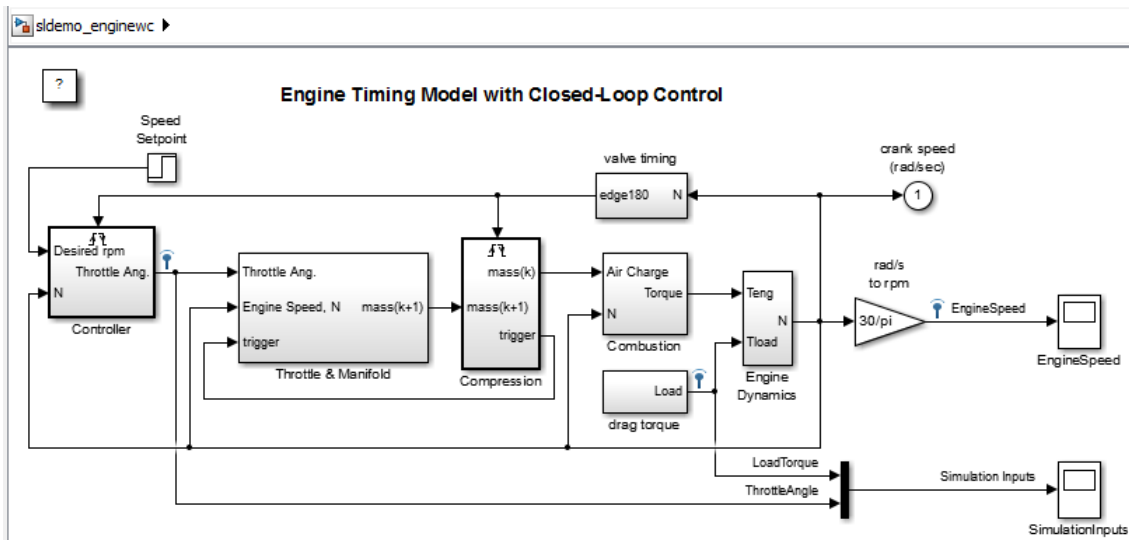 sldemo_enginewc
?
Engine Timing Model with Closed-Loop Control
Speed
Setpoint
valve timing
crank speed
(rad/sec)
edge180 N
1
Desired rpm
Throttle Ang.
N
Controller
Throttle Ang.
Engine Speed, N mass(k+1)
trigger
Throttle & Manifold
mass(k)
mass(k+1)
trigger
Compression
Air Charge
Torque
N
Combustion
Load
drag torque
Teng
N
Tload
Engine
Dynamics
rad/s
to rpm
30/pi
EngineSpeed
EngineSpeed
LoadTorque
ThrottleAngle
Simulation Inputs
SimulationInputs